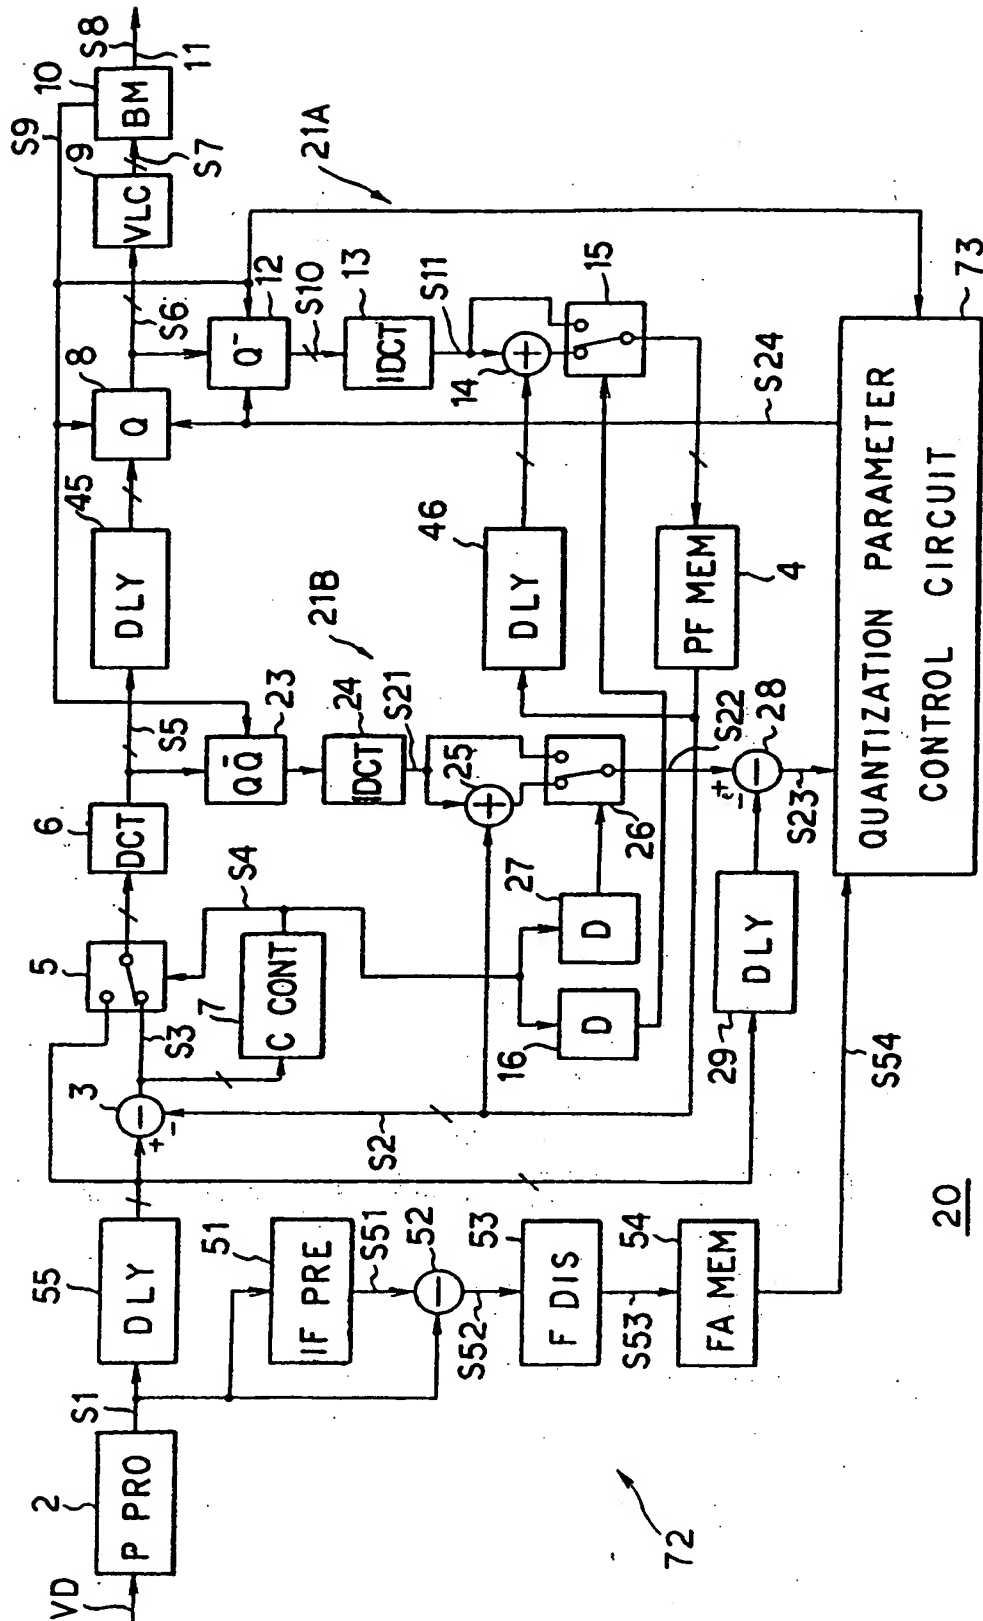 VD
2
P PRO
S1
55
DLY
3
+
-
S3
5
6
DCT
S5
45
DLY
8
Q
S6
9
VLC
S7
10
BM
S8
11
S9
S4
7
C CONT
Q̄Q
23
24
IDCT
S21
21B
25
+
26
27
D
16
D
S2
Q⁻
12
S10
13
IDCT
S11
21A
14
+
15
46
DLY
PF MEM
4
S24
S22
28
+
-
-
S23
29
DLY
51
IF PRE
S51
52
-
S52
53
F DIS
S53
54
FA MEM
S54
73
QUANTIZATION PARAMETER
CONTROL CIRCUIT
72
20